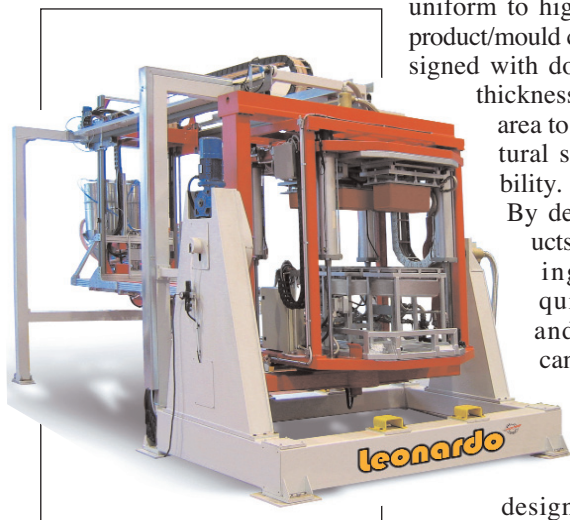 uniform to hig
product/mould c
signed with do
thickness
area to
tural s
bility.
By de
ucts
ing
qui
and
can
Leonardo
design